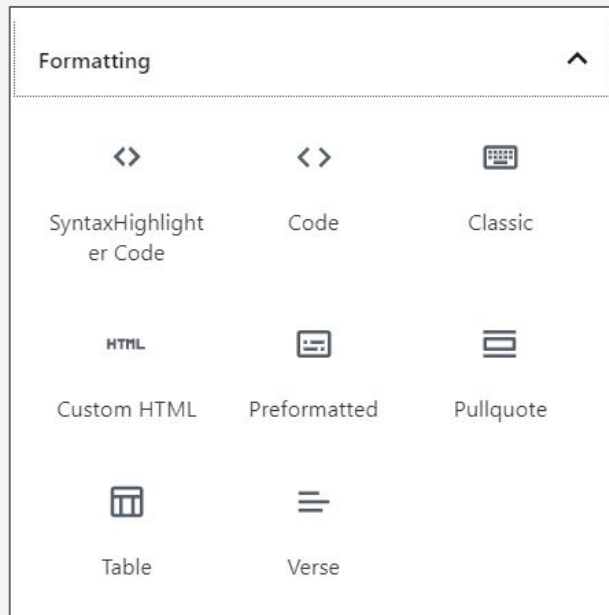 Formatting
SyntaxHighlight
er Code
Code
Classic
HTML
Custom HTML
Preformatted
Pullquote
Table
Verse